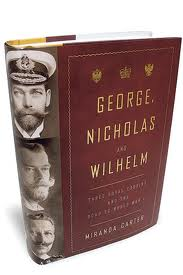 GEORGE,
NICHOLAS
AND
WILHELM
THREE ROYAL COUSINS
AND THE
ROAD TO WORLD WAR I
MIRANDA CARTER